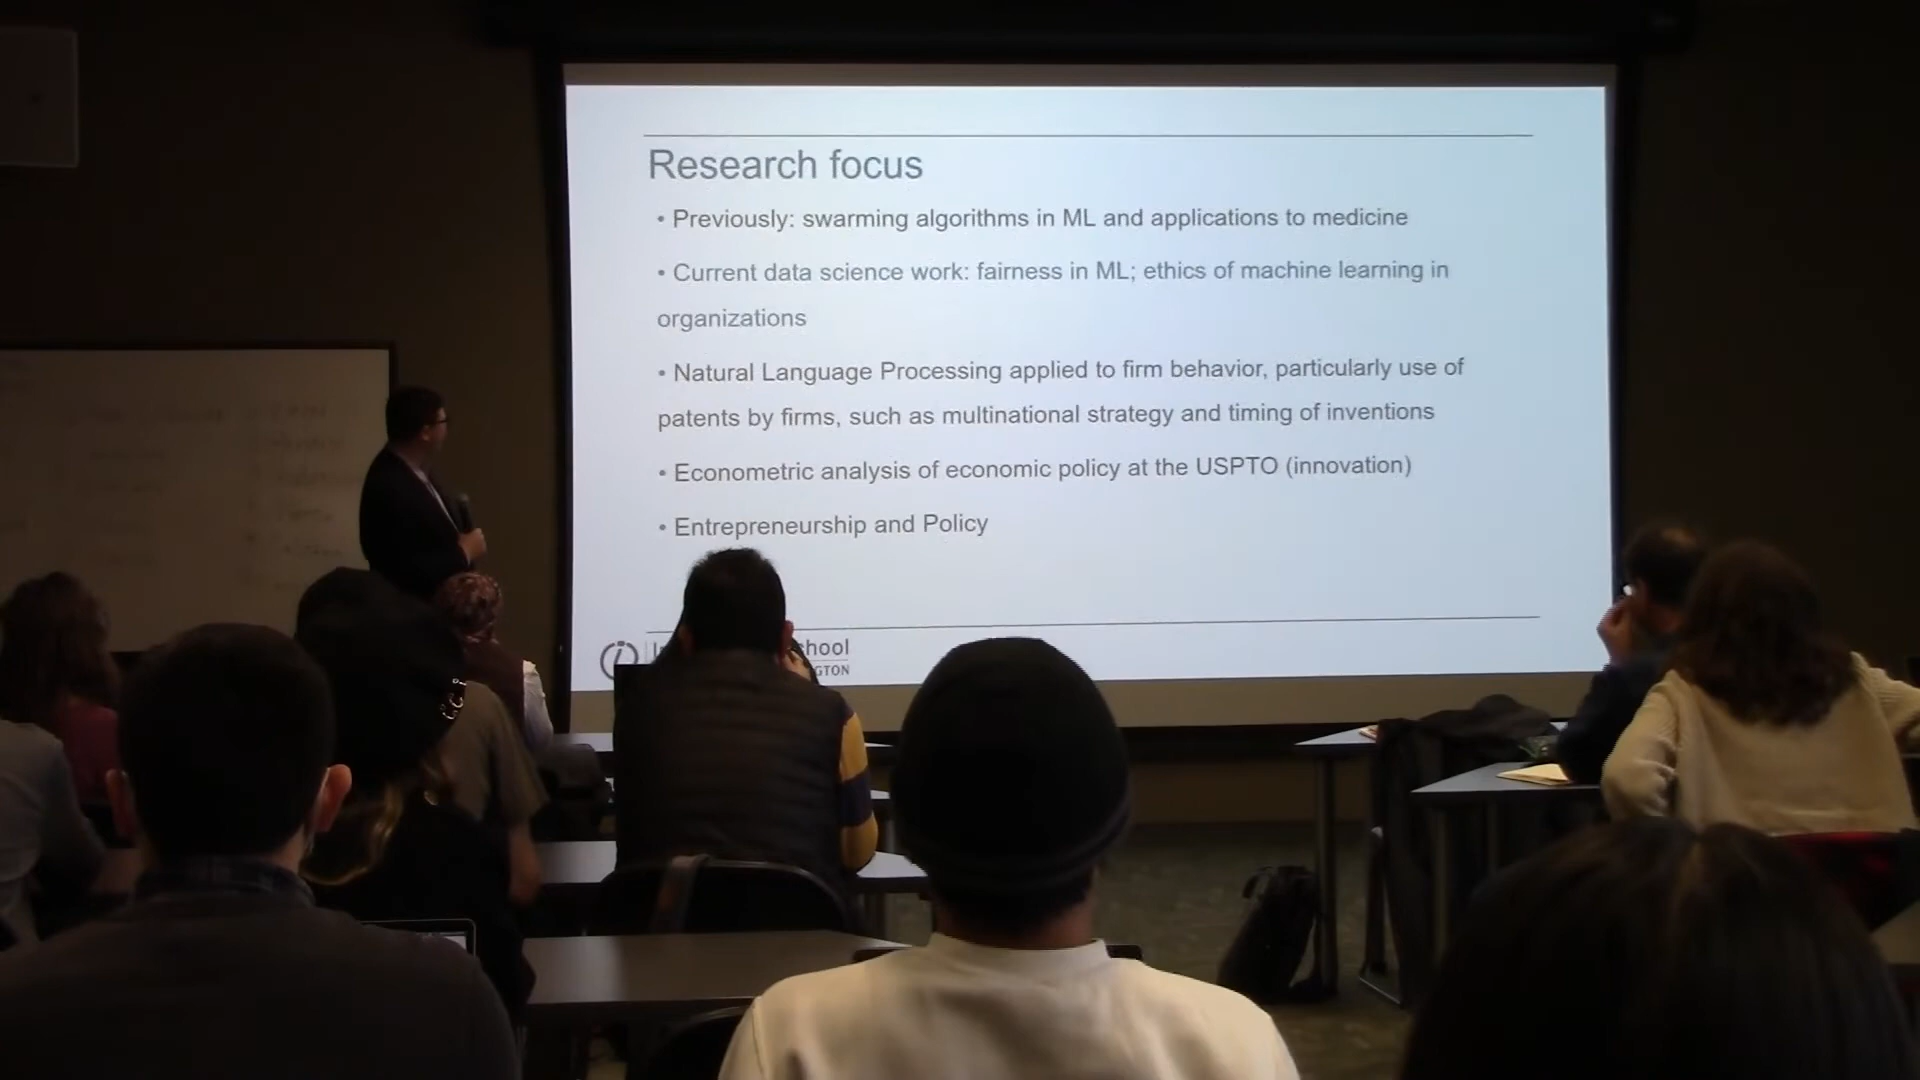 Research focus
• Previously: swarming algorithms in ML and applications to medicine
• Current data science work: fairness in ML; ethics of machine learning in
organizations
• Natural Language Processing applied to firm behavior, particularly use of
patents by firms, such as multinational strategy and timing of inventions
• Econometric analysis of economic policy at the USPTO (innovation)
• Entrepreneurship and Policy